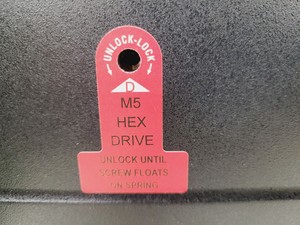 UNLOCK-LOCK
D
M5
HEX
DRIVE
UNLOCK UNTIL
SCREW FLOATS
ON SPRING